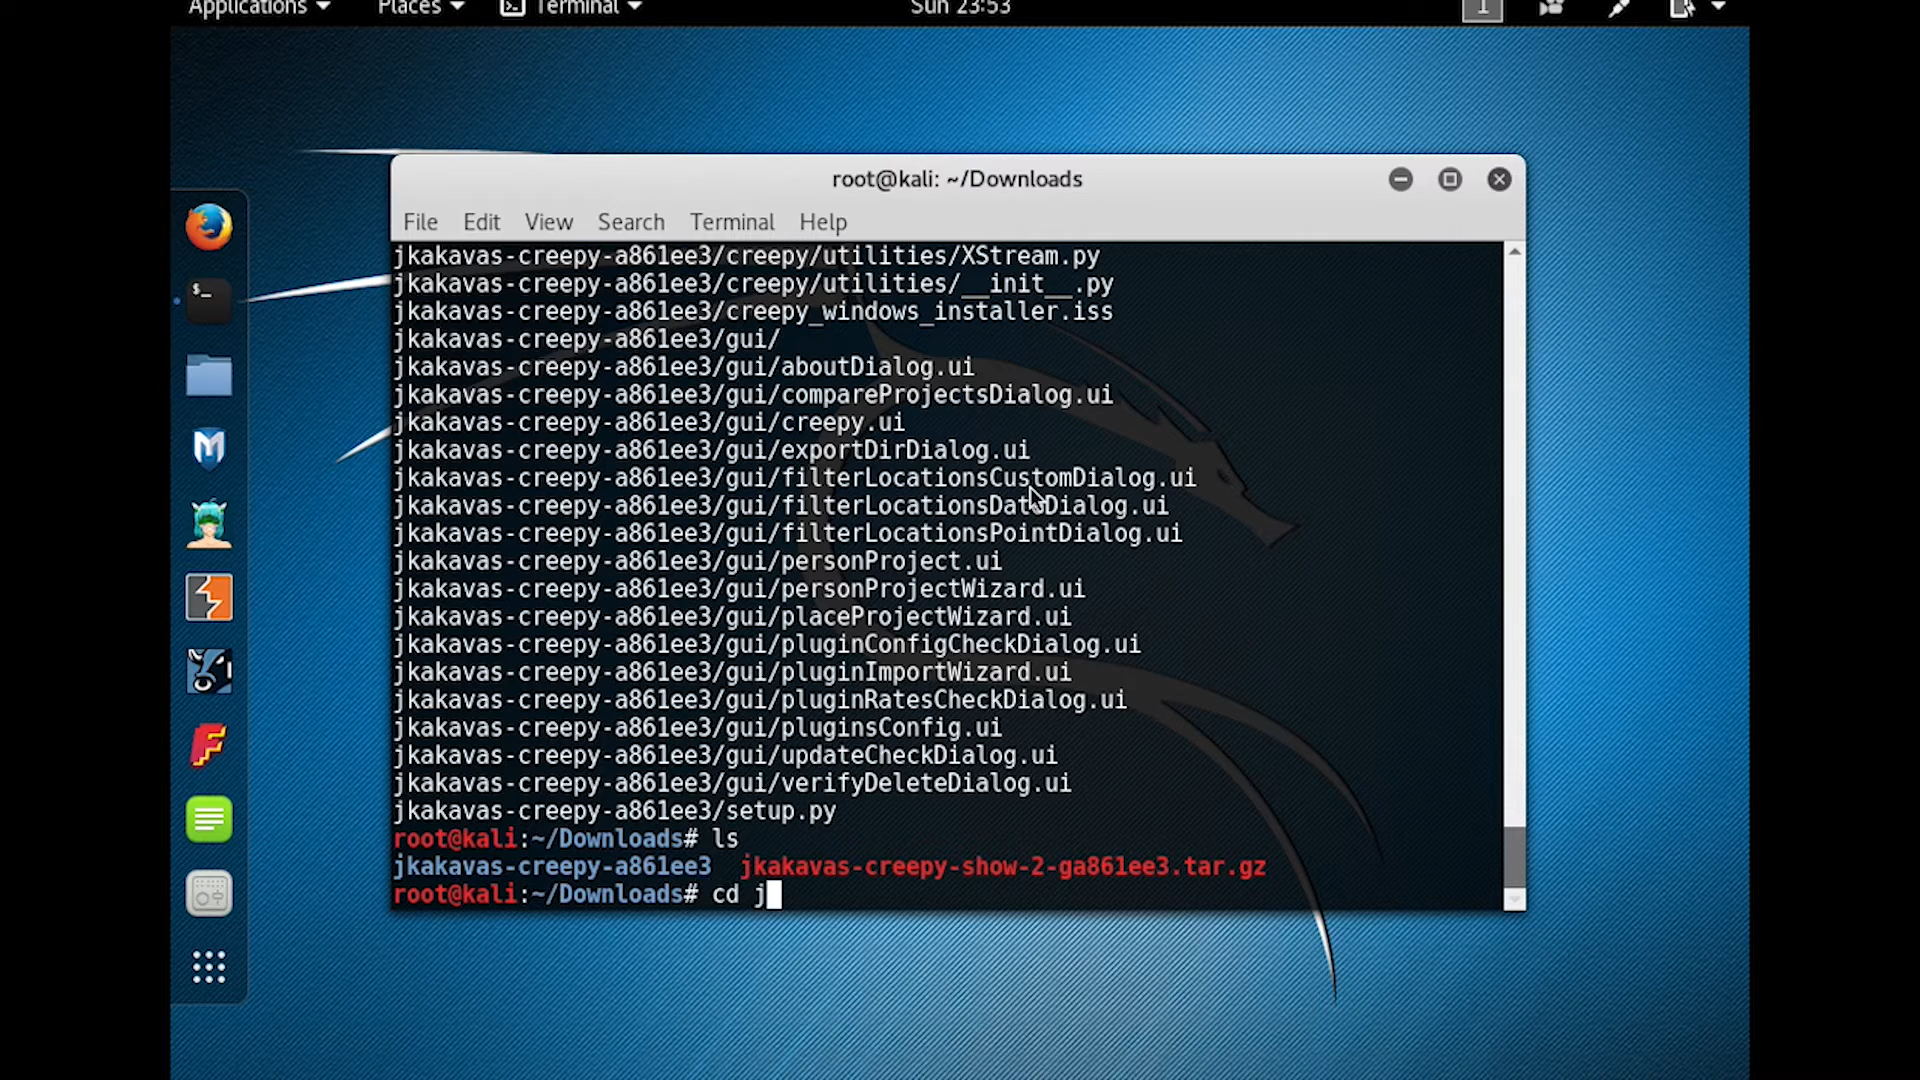 Applications Places Terminal Sun 23:53 1
root@kali: ~/Downloads
File Edit View Search Terminal Help
jkakavas-creepy-a861ee3/creepy/utilities/XStream.py
jkakavas-creepy-a861ee3/creepy/utilities/__init__.py
jkakavas-creepy-a861ee3/creepy_windows_installer.iss
jkakavas-creepy-a861ee3/gui/
jkakavas-creepy-a861ee3/gui/aboutDialog.ui
jkakavas-creepy-a861ee3/gui/compareProjectsDialog.ui
jkakavas-creepy-a861ee3/gui/creepy.ui
jkakavas-creepy-a861ee3/gui/exportDirDialog.ui
jkakavas-creepy-a861ee3/gui/filterLocationsCustomDialog.ui
jkakavas-creepy-a861ee3/gui/filterLocationsDateDialog.ui
jkakavas-creepy-a861ee3/gui/filterLocationsPointDialog.ui
jkakavas-creepy-a861ee3/gui/personProject.ui
jkakavas-creepy-a861ee3/gui/personProjectWizard.ui
jkakavas-creepy-a861ee3/gui/placeProjectWizard.ui
jkakavas-creepy-a861ee3/gui/pluginConfigCheckDialog.ui
jkakavas-creepy-a861ee3/gui/pluginImportWizard.ui
jkakavas-creepy-a861ee3/gui/pluginRatesCheckDialog.ui
jkakavas-creepy-a861ee3/gui/pluginsConfig.ui
jkakavas-creepy-a861ee3/gui/updateCheckDialog.ui
jkakavas-creepy-a861ee3/gui/verifyDeleteDialog.ui
jkakavas-creepy-a861ee3/setup.py
root@kali:~/Downloads# ls
jkakavas-creepy-a861ee3 jkakavas-creepy-show-2-ga861ee3.tar.gz
root@kali:~/Downloads# cd j